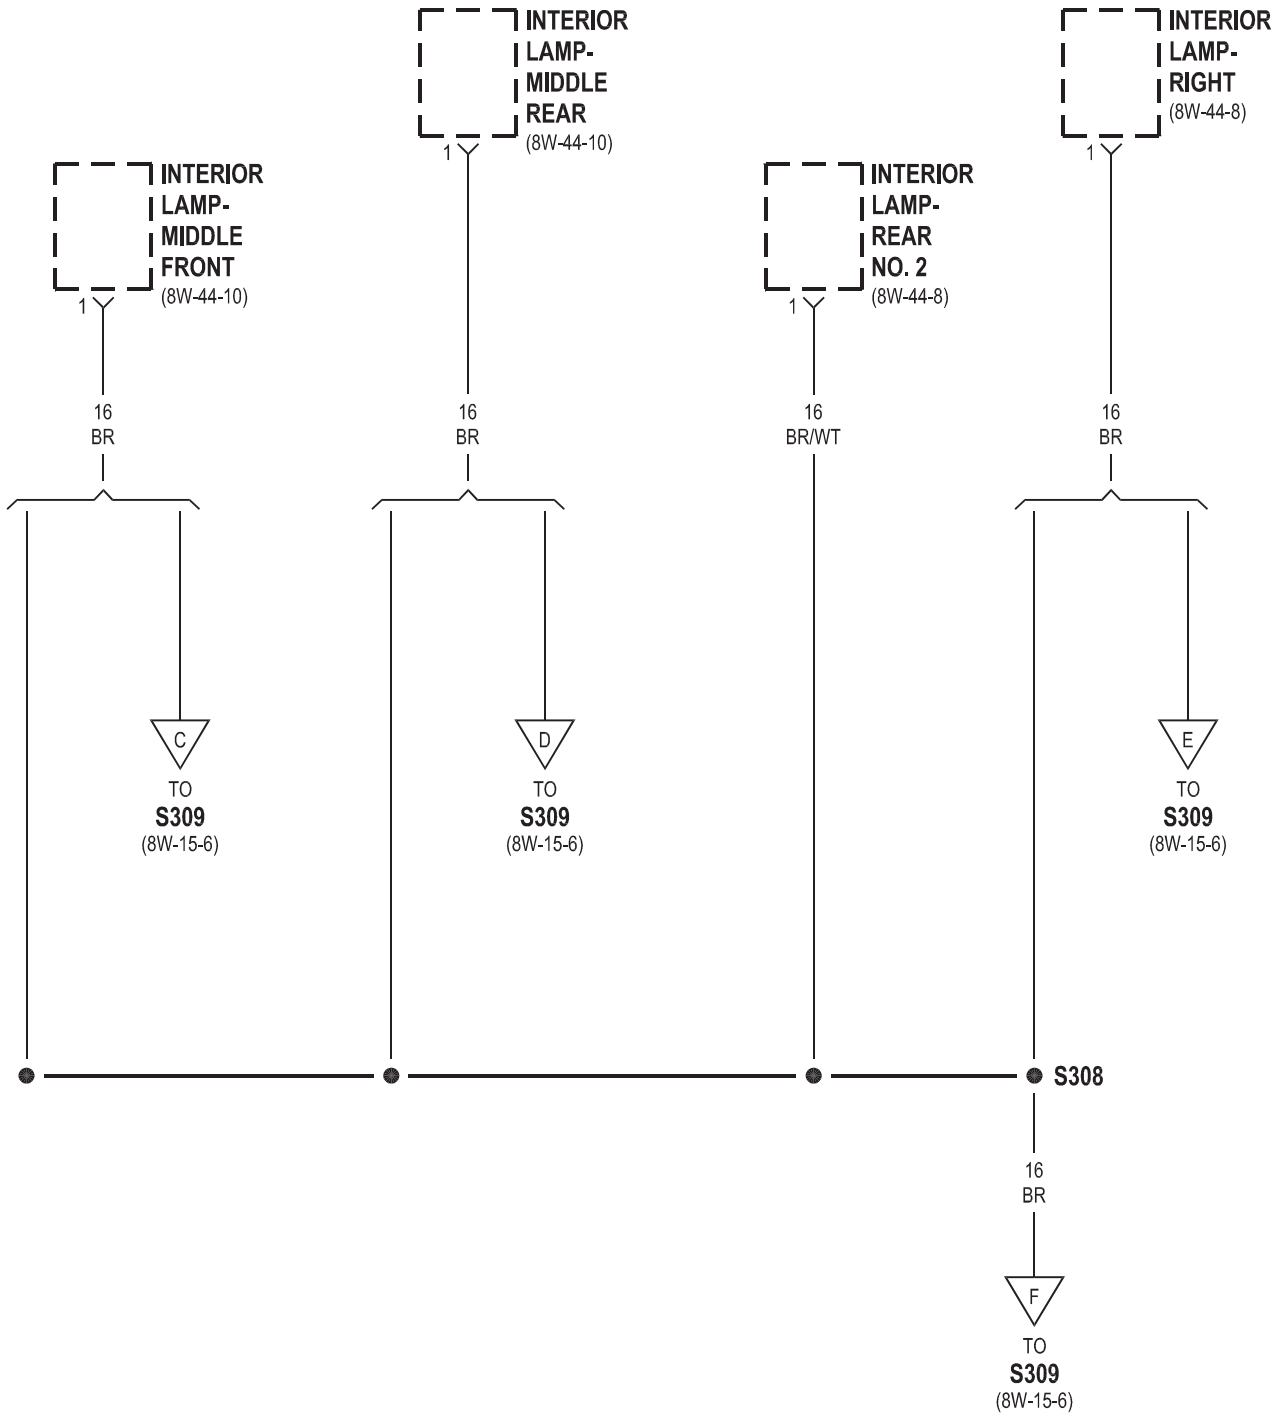 INTERIOR
LAMP-
MIDDLE
REAR
(8W-44-10)
1
INTERIOR
LAMP-
RIGHT
(8W-44-8)
1
INTERIOR
LAMP-
MIDDLE
FRONT
(8W-44-10)
1
INTERIOR
LAMP-
REAR
NO. 2
(8W-44-8)
1
16
BR
16
BR
16
BR/WT
16
BR
C
TO
S309
(8W-15-6)
D
TO
S309
(8W-15-6)
E
TO
S309
(8W-15-6)
S308
16
BR
F
TO
S309
(8W-15-6)